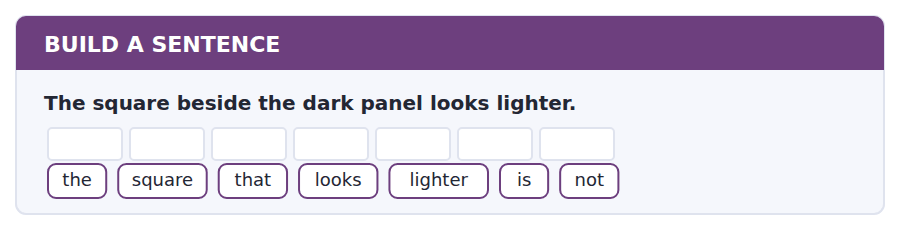 BUILD A SENTENCE
The square beside the dark panel looks lighter.
the square that looks lighter is not